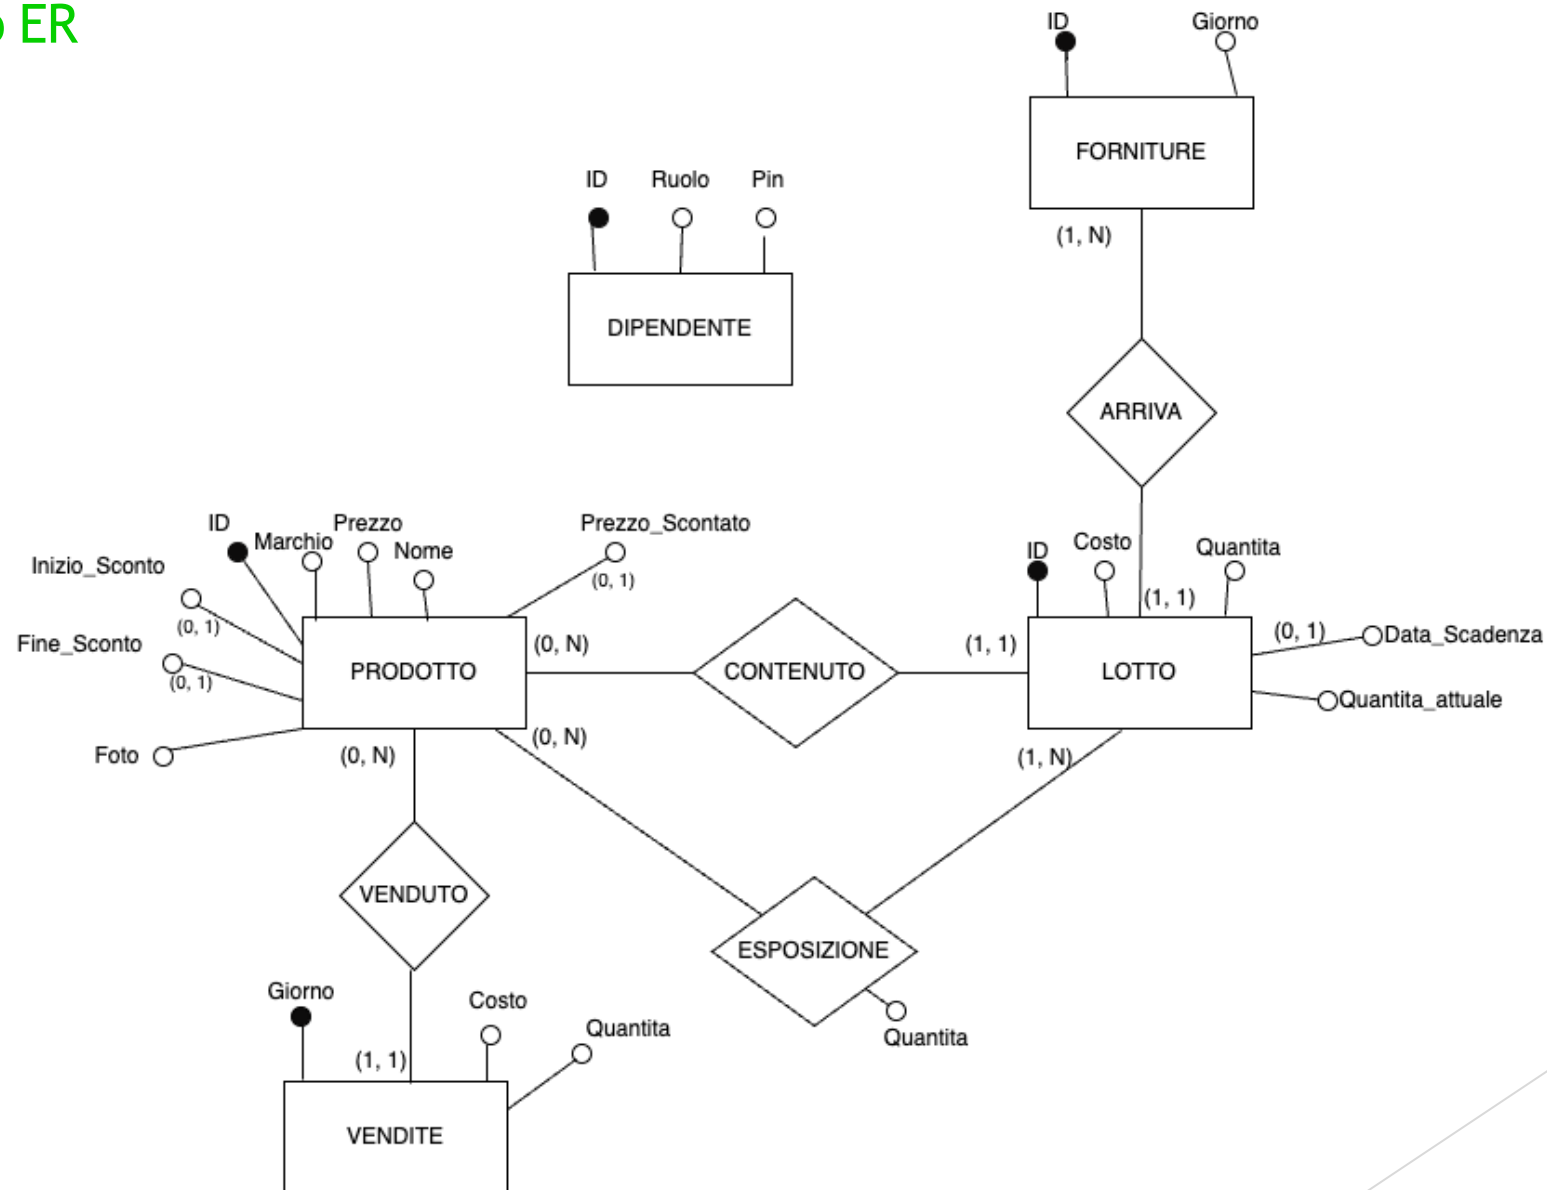 ER
ID
Giorno
FORNITURE
(1, N)
ID
Ruolo
Pin
DIPENDENTE
ARRIVA
ID
Marchio
Prezzo
Nome
Prezzo_Scontato
(0, 1)
Inizio_Sconto
(0, 1)
Fine_Sconto
(0, 1)
Foto
PRODOTTO
(0, N)
CONTENUTO
(1, 1)
ID
Costo
Quantita
(1, 1)
LOTTO
(0, 1)
Data_Scadenza
Quantita_attuale
(0, N)
(0, N)
(1, N)
VENDUTO
ESPOSIZIONE
Quantita
Giorno
Costo
Quantita
(1, 1)
VENDITE